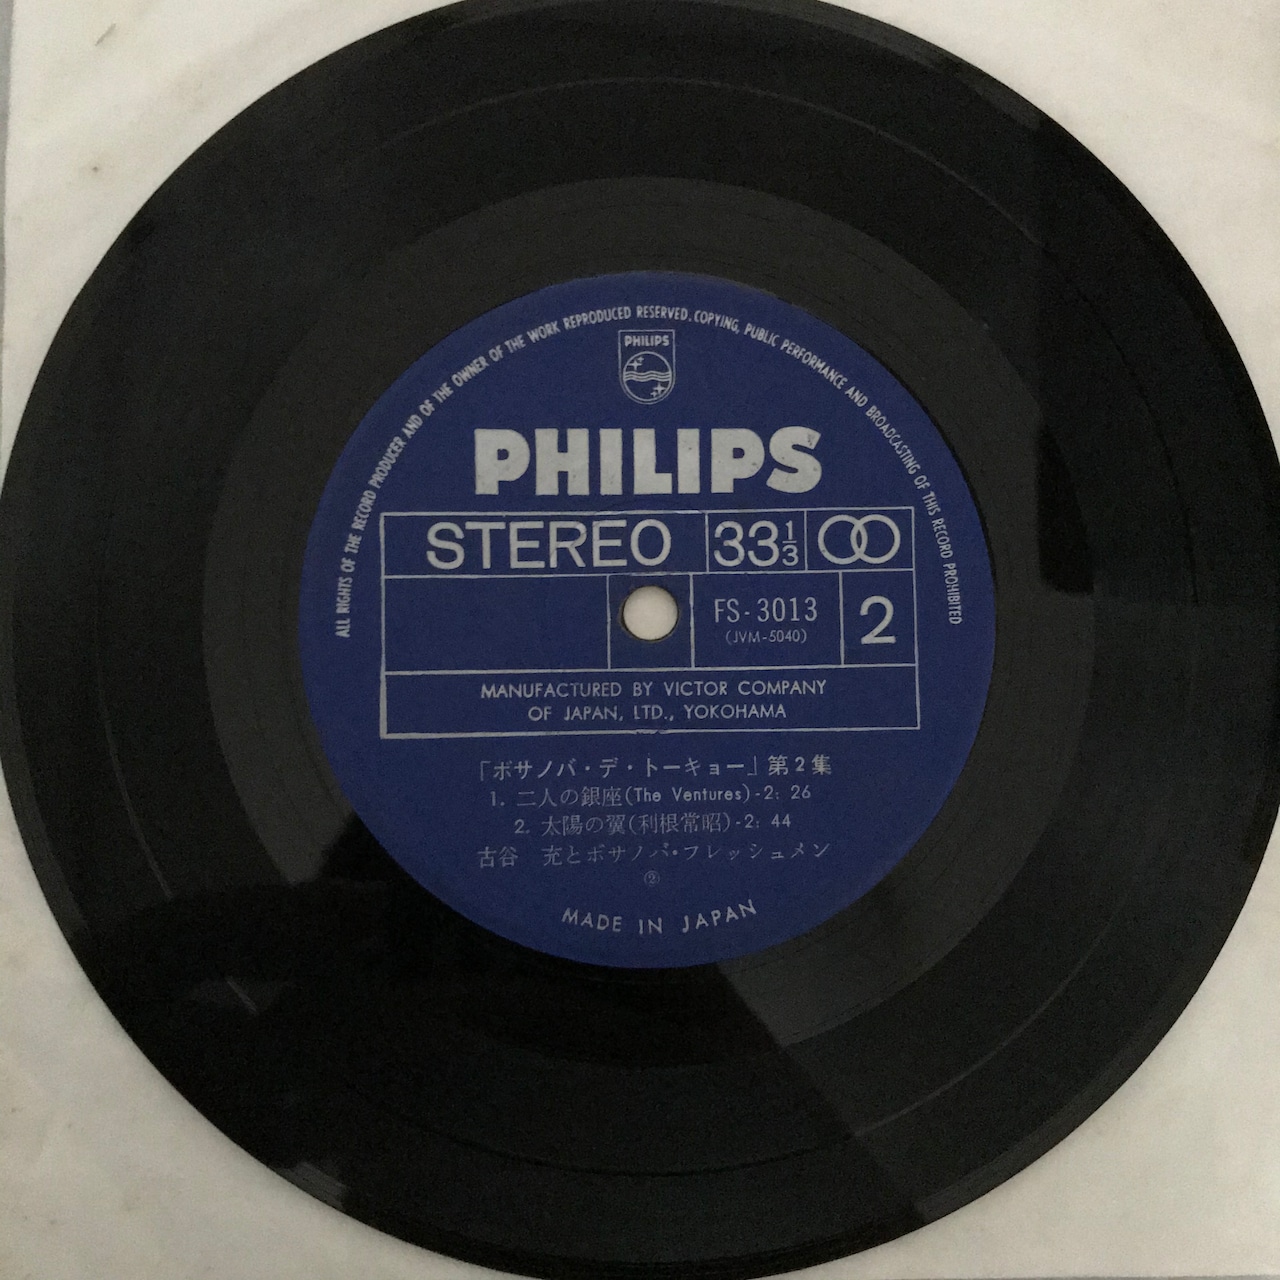 ALL RIGHTS OF THE RECORD PRODUCER AND OF THE OWNER OF THE WORK REPRODUCED RESERVED. COPYING, PUBLIC PERFORMANCE AND BROADCASTING OF THIS RECORD PROHIBITED
PHILIPS
PHILIPS
STEREO 33⅓
FS-3013 2
(JVM-5040)
MANUFACTURED BY VICTOR COMPANY
OF JAPAN, LTD., YOKOHAMA
「ボサノバ・デ・トーキョー」第2集
1. 二人の銀座(The Ventures)-2: 26
2. 太陽の翼(利根常昭)-2: 44
古谷 充とボサノバ・フレッシュメン
②
MADE IN JAPAN